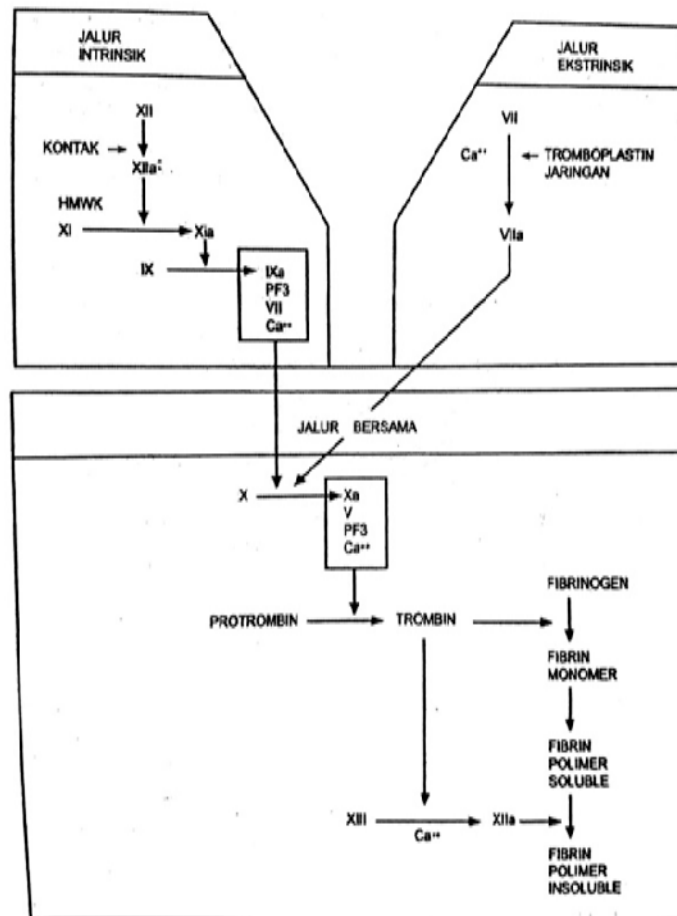 JALUR
INTRINSIK
JALUR
EKSTRINSIK
XII
KONTAK
XIIa
HMWK
XI
Xia
IX
IXa
PF3
VII
Ca⁺⁺
VII
Ca⁺⁺
TROMBOPLASTIN
JARINGAN
VIIa
JALUR BERSAMA
X
Xa
V
PF3
Ca⁺⁺
PROTROMBIN
TROMBIN
FIBRINOGEN
FIBRIN
MONOMER
FIBRIN
POLIMER
SOLUBLE
XIII
Ca⁺⁺
XIIa
FIBRIN
POLIMER
INSOLUBLE